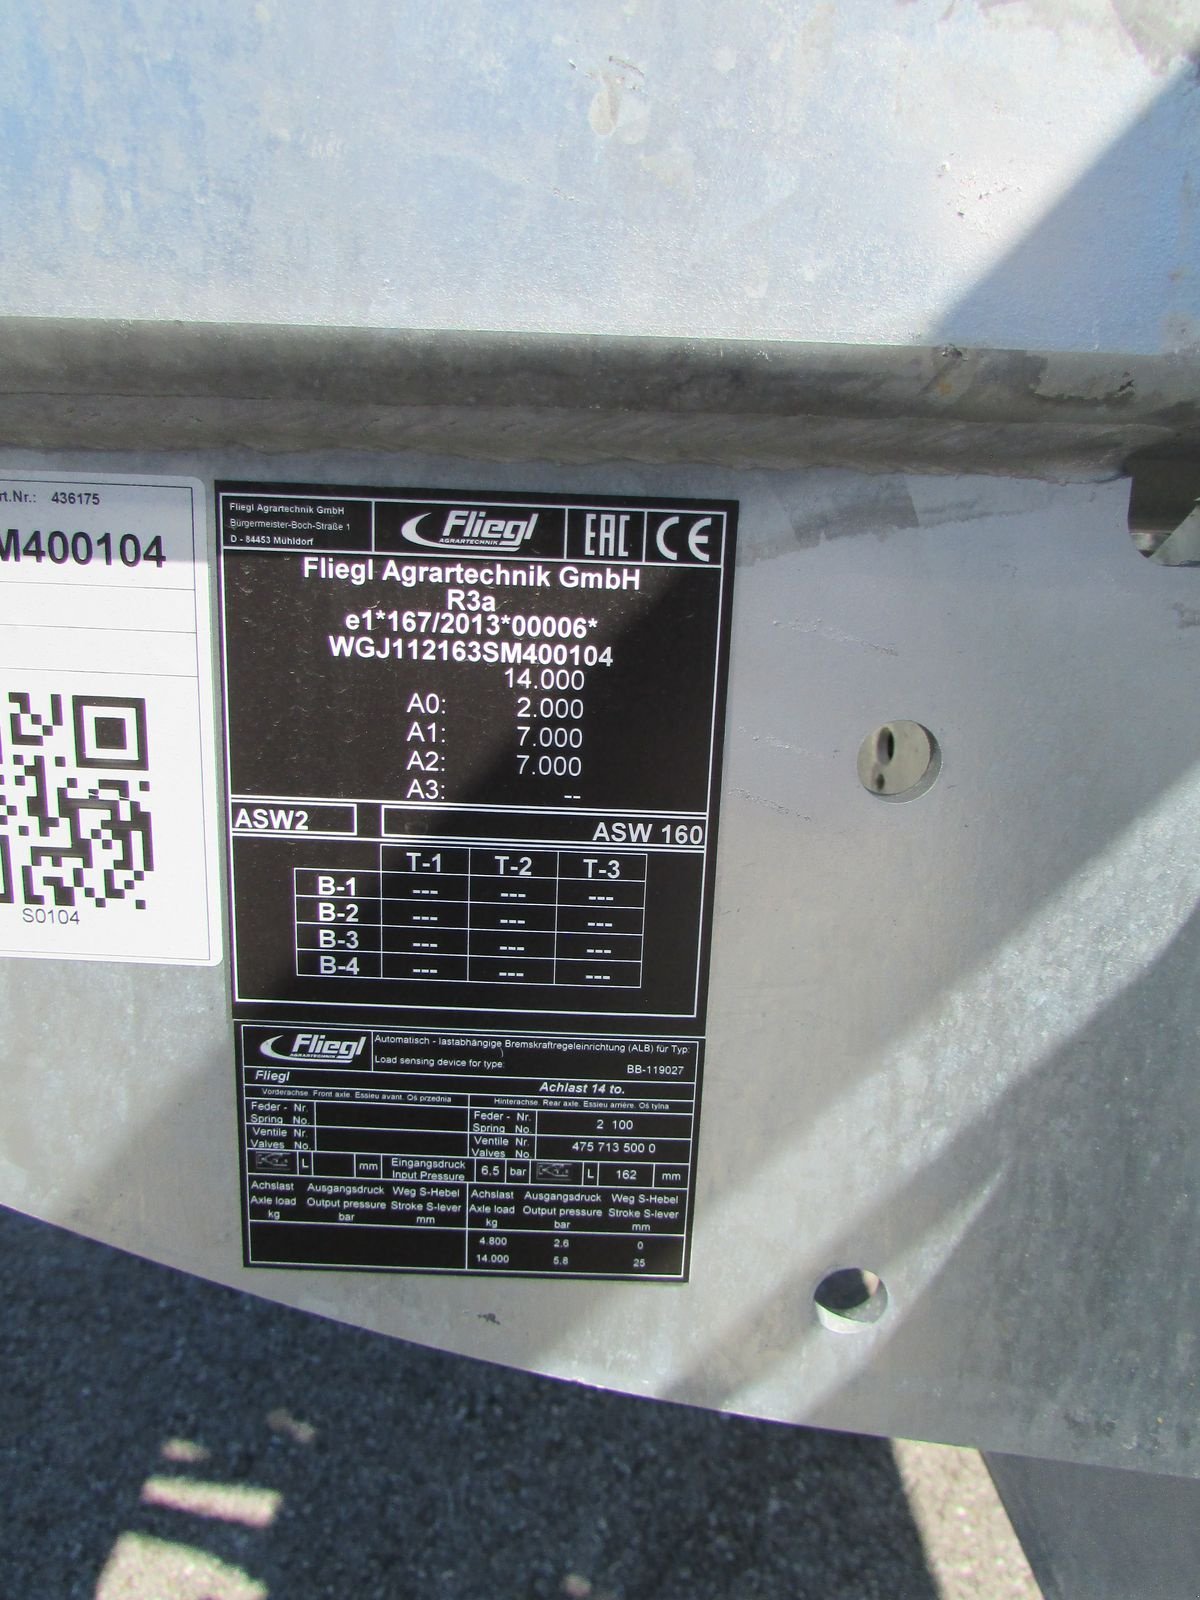 rt.Nr.: 436175
M400104
S0104
Fliegl Agrartechnik GmbH
Bürgermeister-Boch-Straße 1
D - 84453 Mühldorf
Fliegl
AGRARTECHNIK
EAC
CE
Fliegl Agrartechnik GmbH
R3a
e1*167/2013*00006*
WGJ112163SM400104
14.000
A0: 2.000
A1: 7.000
A2: 7.000
A3: --
ASW2 ASW 160
T-1 T-2 T-3
B-1 --- --- ---
B-2 --- --- ---
B-3 --- --- ---
B-4 --- --- ---
Fliegl
AGRARTECHNIK
Automatisch - lastabhängige Bremskraftregeleinrichtung (ALB) für Typ:
Load sensing device for type: BB-119027
Fliegl Achlast 14 to.
Vorderachse. Front axle. Essieu avant. Oś przednia Hinterachse. Rear axle. Essieu arrière. Oś tylna
Feder - Nr. Feder - Nr. 2 100
Spring No. Spring No.
Ventile Nr. Ventile Nr. 475 713 500 0
Valves No. Valves No.
L mm Eingangsdruck 6.5 bar L 162 mm
Input Pressure
Achslast Ausgangsdruck Weg S-Hebel Achslast Ausgangsdruck Weg S-Hebel
Axle load Output pressure Stroke S-lever Axle load Output pressure Stroke S-lever
kg bar mm kg bar mm
4.800 2.6 0
14.000 5.8 25